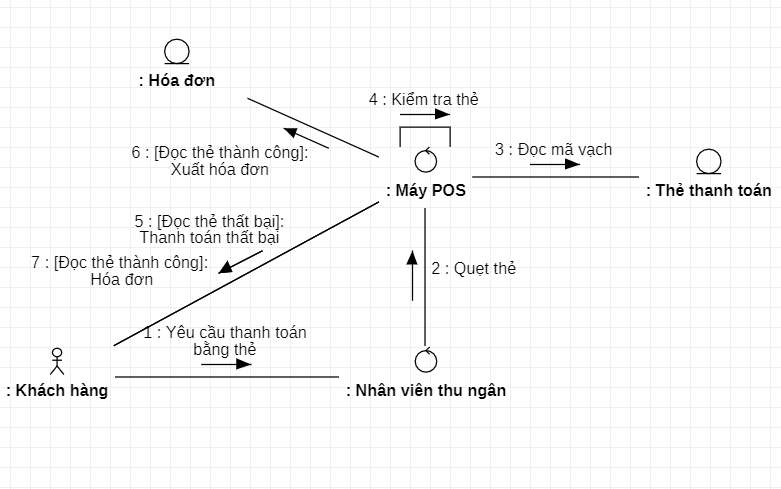 : Hóa đơn
4 : Kiểm tra thẻ
6 : [Đọc thẻ thành công]:
Xuất hóa đơn
3 : Đọc mã vạch
: Máy POS
: Thẻ thanh toán
5 : [Đọc thẻ thất bại]:
Thanh toán thất bại
7 : [Đọc thẻ thành công]:
Hóa đơn
2 : Quẹt thẻ
1 : Yêu cầu thanh toán
bằng thẻ
: Khách hàng
: Nhân viên thu ngân